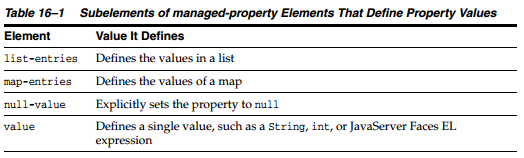 Table 16–1 Subelements of managed-property Elements That Define Property Values
Element Value It Defines
list-entries Defines the values in a list
map-entries Defines the values of a map
null-value Explicitly sets the property to null
value Defines a single value, such as a String, int, or JavaServer Faces EL
expression